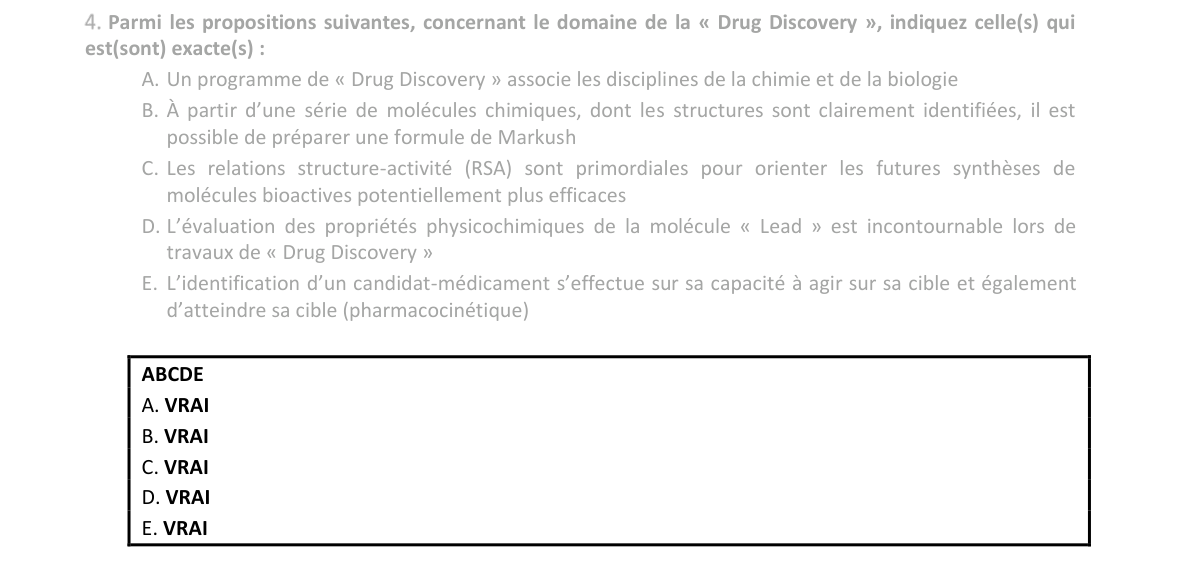 4. Parmi les propositions suivantes, concernant le domaine de la « Drug Discovery », indiquez celle(s) qui
est(sont) exacte(s) :
A. Un programme de « Drug Discovery » associe les disciplines de la chimie et de la biologie
B. À partir d’une série de molécules chimiques, dont les structures sont clairement identifiées, il est
possible de préparer une formule de Markush
C. Les relations structure-activité (RSA) sont primordiales pour orienter les futures synthèses de
molécules bioactives potentiellement plus efficaces
D. L’évaluation des propriétés physicochimiques de la molécule « Lead » est incontournable lors de
travaux de « Drug Discovery »
E. L’identification d’un candidat-médicament s’effectue sur sa capacité à agir sur sa cible et également
d’atteindre sa cible (pharmacocinétique)
ABCDE
A. VRAI
B. VRAI
C. VRAI
D. VRAI
E. VRAI